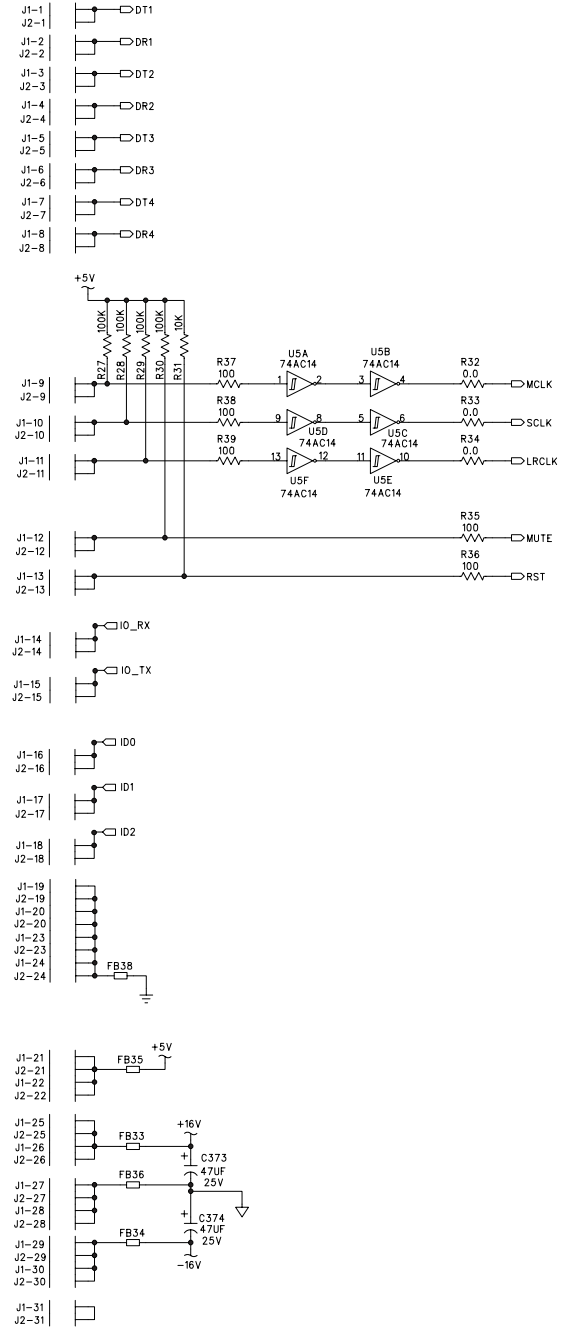 J1-1
J2-1
DT1
J1-2
J2-2
DR1
J1-3
J2-3
DT2
J1-4
J2-4
DR2
J1-5
J2-5
DT3
J1-6
J2-6
DR3
J1-7
J2-7
DT4
J1-8
J2-8
DR4
+5V
100K
100K
100K
100K
10K
R27
R28
R29
R30
R31
J1-9
J2-9
R37
100
1
U5A
74AC14
2
3
U5B
74AC14
4
R32
0.0
MCLK
J1-10
J2-10
R38
100
9
8
U5D
74AC14
5
6
U5C
74AC14
R33
0.0
SCLK
J1-11
J2-11
R39
100
13
12
U5F
74AC14
11
10
U5E
74AC14
R34
0.0
LRCLK
J1-12
J2-12
R35
100
MUTE
J1-13
J2-13
R36
100
RST
J1-14
J2-14
IO_RX
J1-15
J2-15
IO_TX
J1-16
J2-16
ID0
J1-17
J2-17
ID1
J1-18
J2-18
ID2
J1-19
J2-19
J1-20
J2-20
J1-23
J2-23
J1-24
J2-24
FB38
J1-21
J2-21
J1-22
J2-22
FB35
+5V
J1-25
J2-25
J1-26
J2-26
FB33
+16V
+
C373
47UF
25V
J1-27
J2-27
J1-28
J2-28
FB36
+
C374
47UF
25V
J1-29
J2-29
J1-30
J2-30
FB34
-16V
J1-31
J2-31